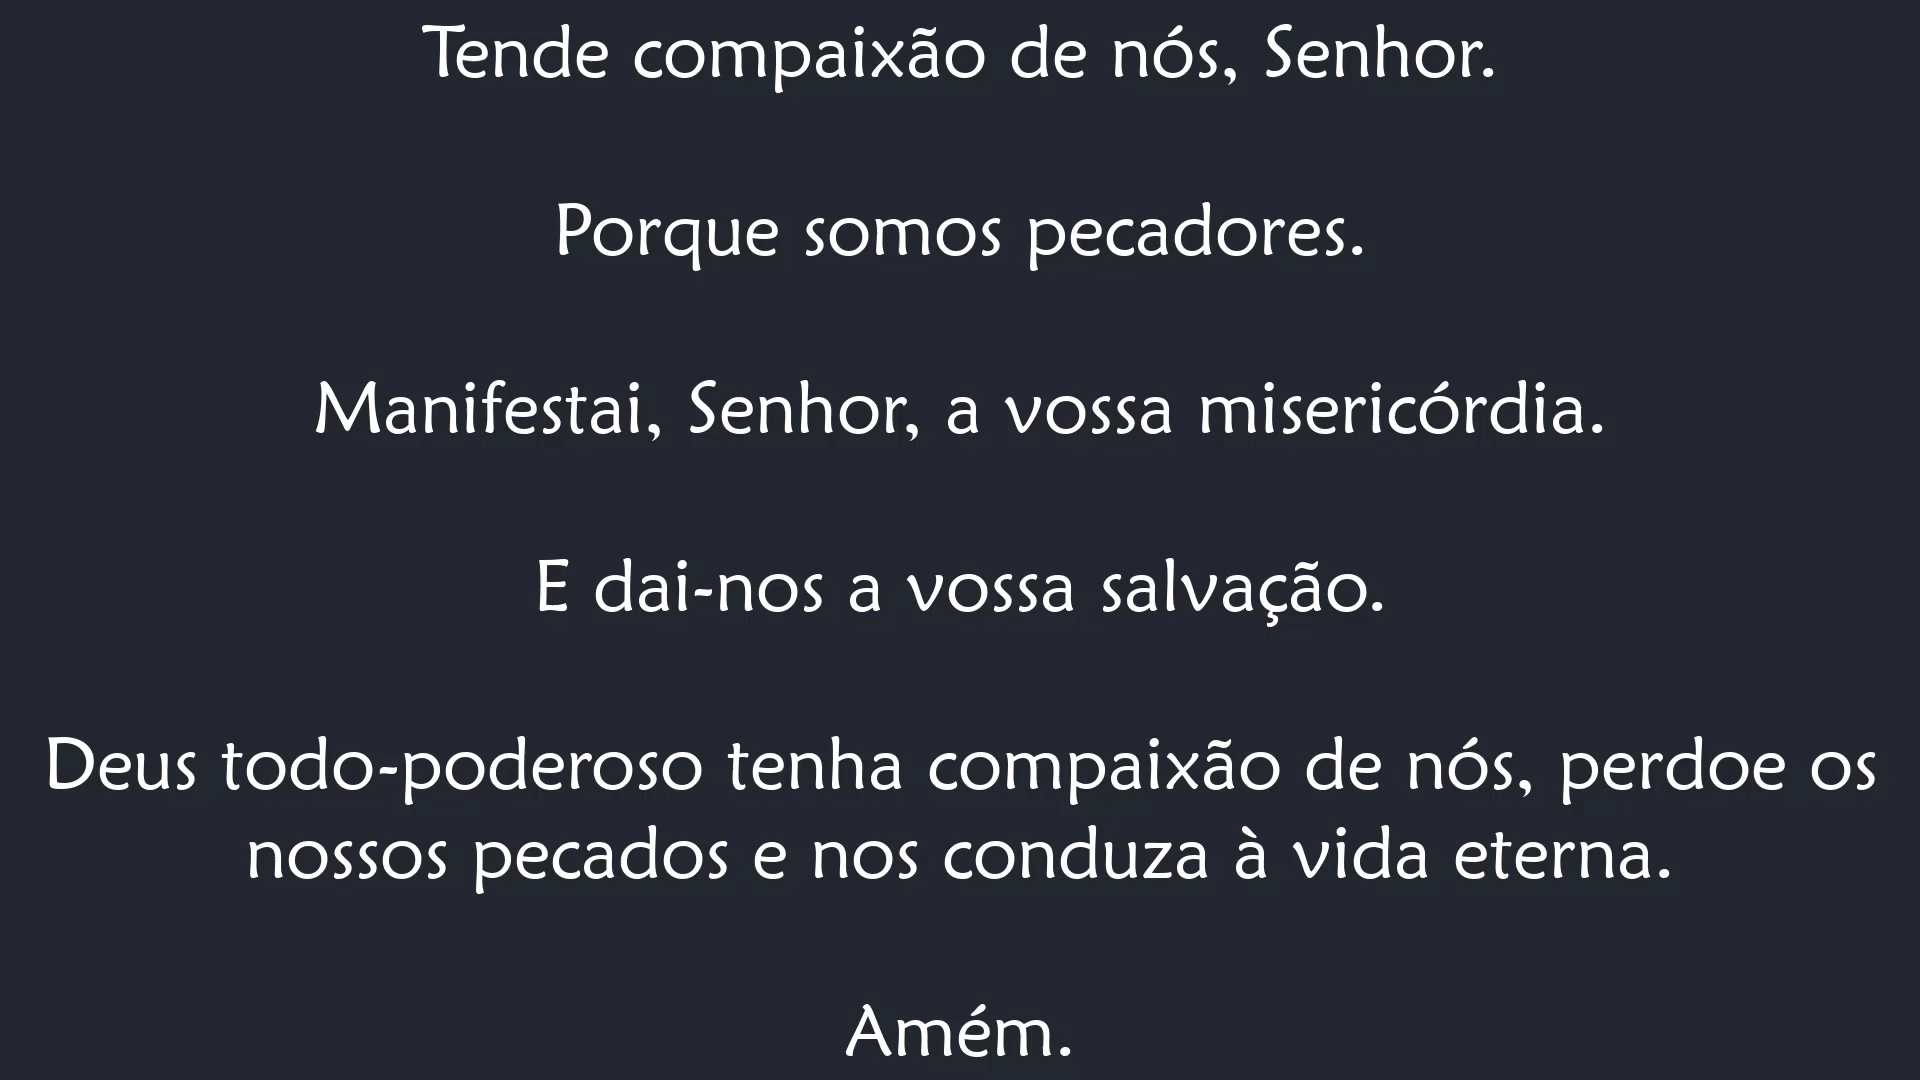 Tende compaixão de nós, Senhor.
Porque somos pecadores.
Manifestai, Senhor, a vossa misericórdia.
E dai-nos a vossa salvação.
Deus todo-poderoso tenha compaixão de nós, perdoe os
nossos pecados e nos conduza à vida eterna.
Amém.